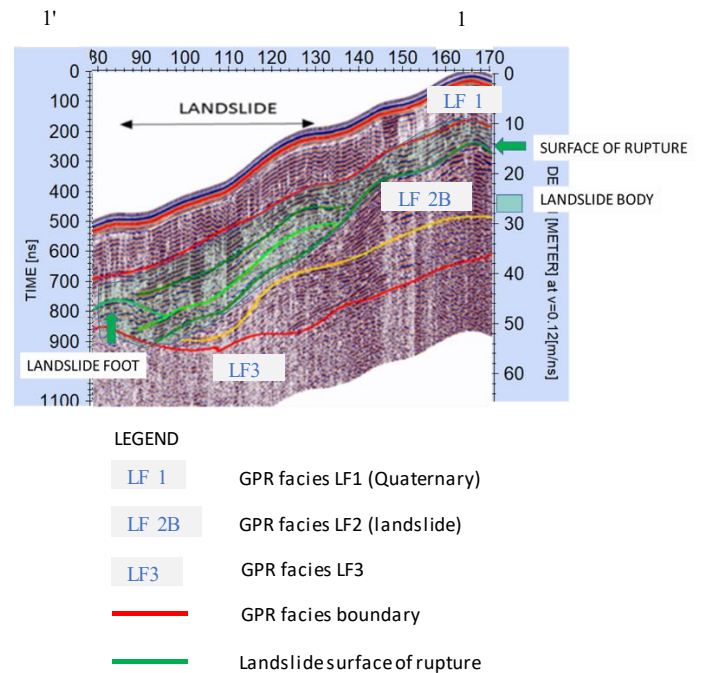 1' 1
80 90 100 110 120 130 140 150 160 170
0
100
200
300
400
500
600
700
800
900
1100
TIME [ns]
LANDSLIDE
LF 1
LF 2B
LF3
LANDSLIDE FOOT
0
10
20
30
40
50
60
[METER] at v=0,12[m/ns]
SURFACE OF RUPTURE
LANDSLIDE BODY
LEGEND
LF 1 GPR facies LF1 (Quaternary)
LF 2B GPR facies LF2 (landslide)
LF3 GPR facies LF3
GPR facies boundary
Landslide surface of rupture